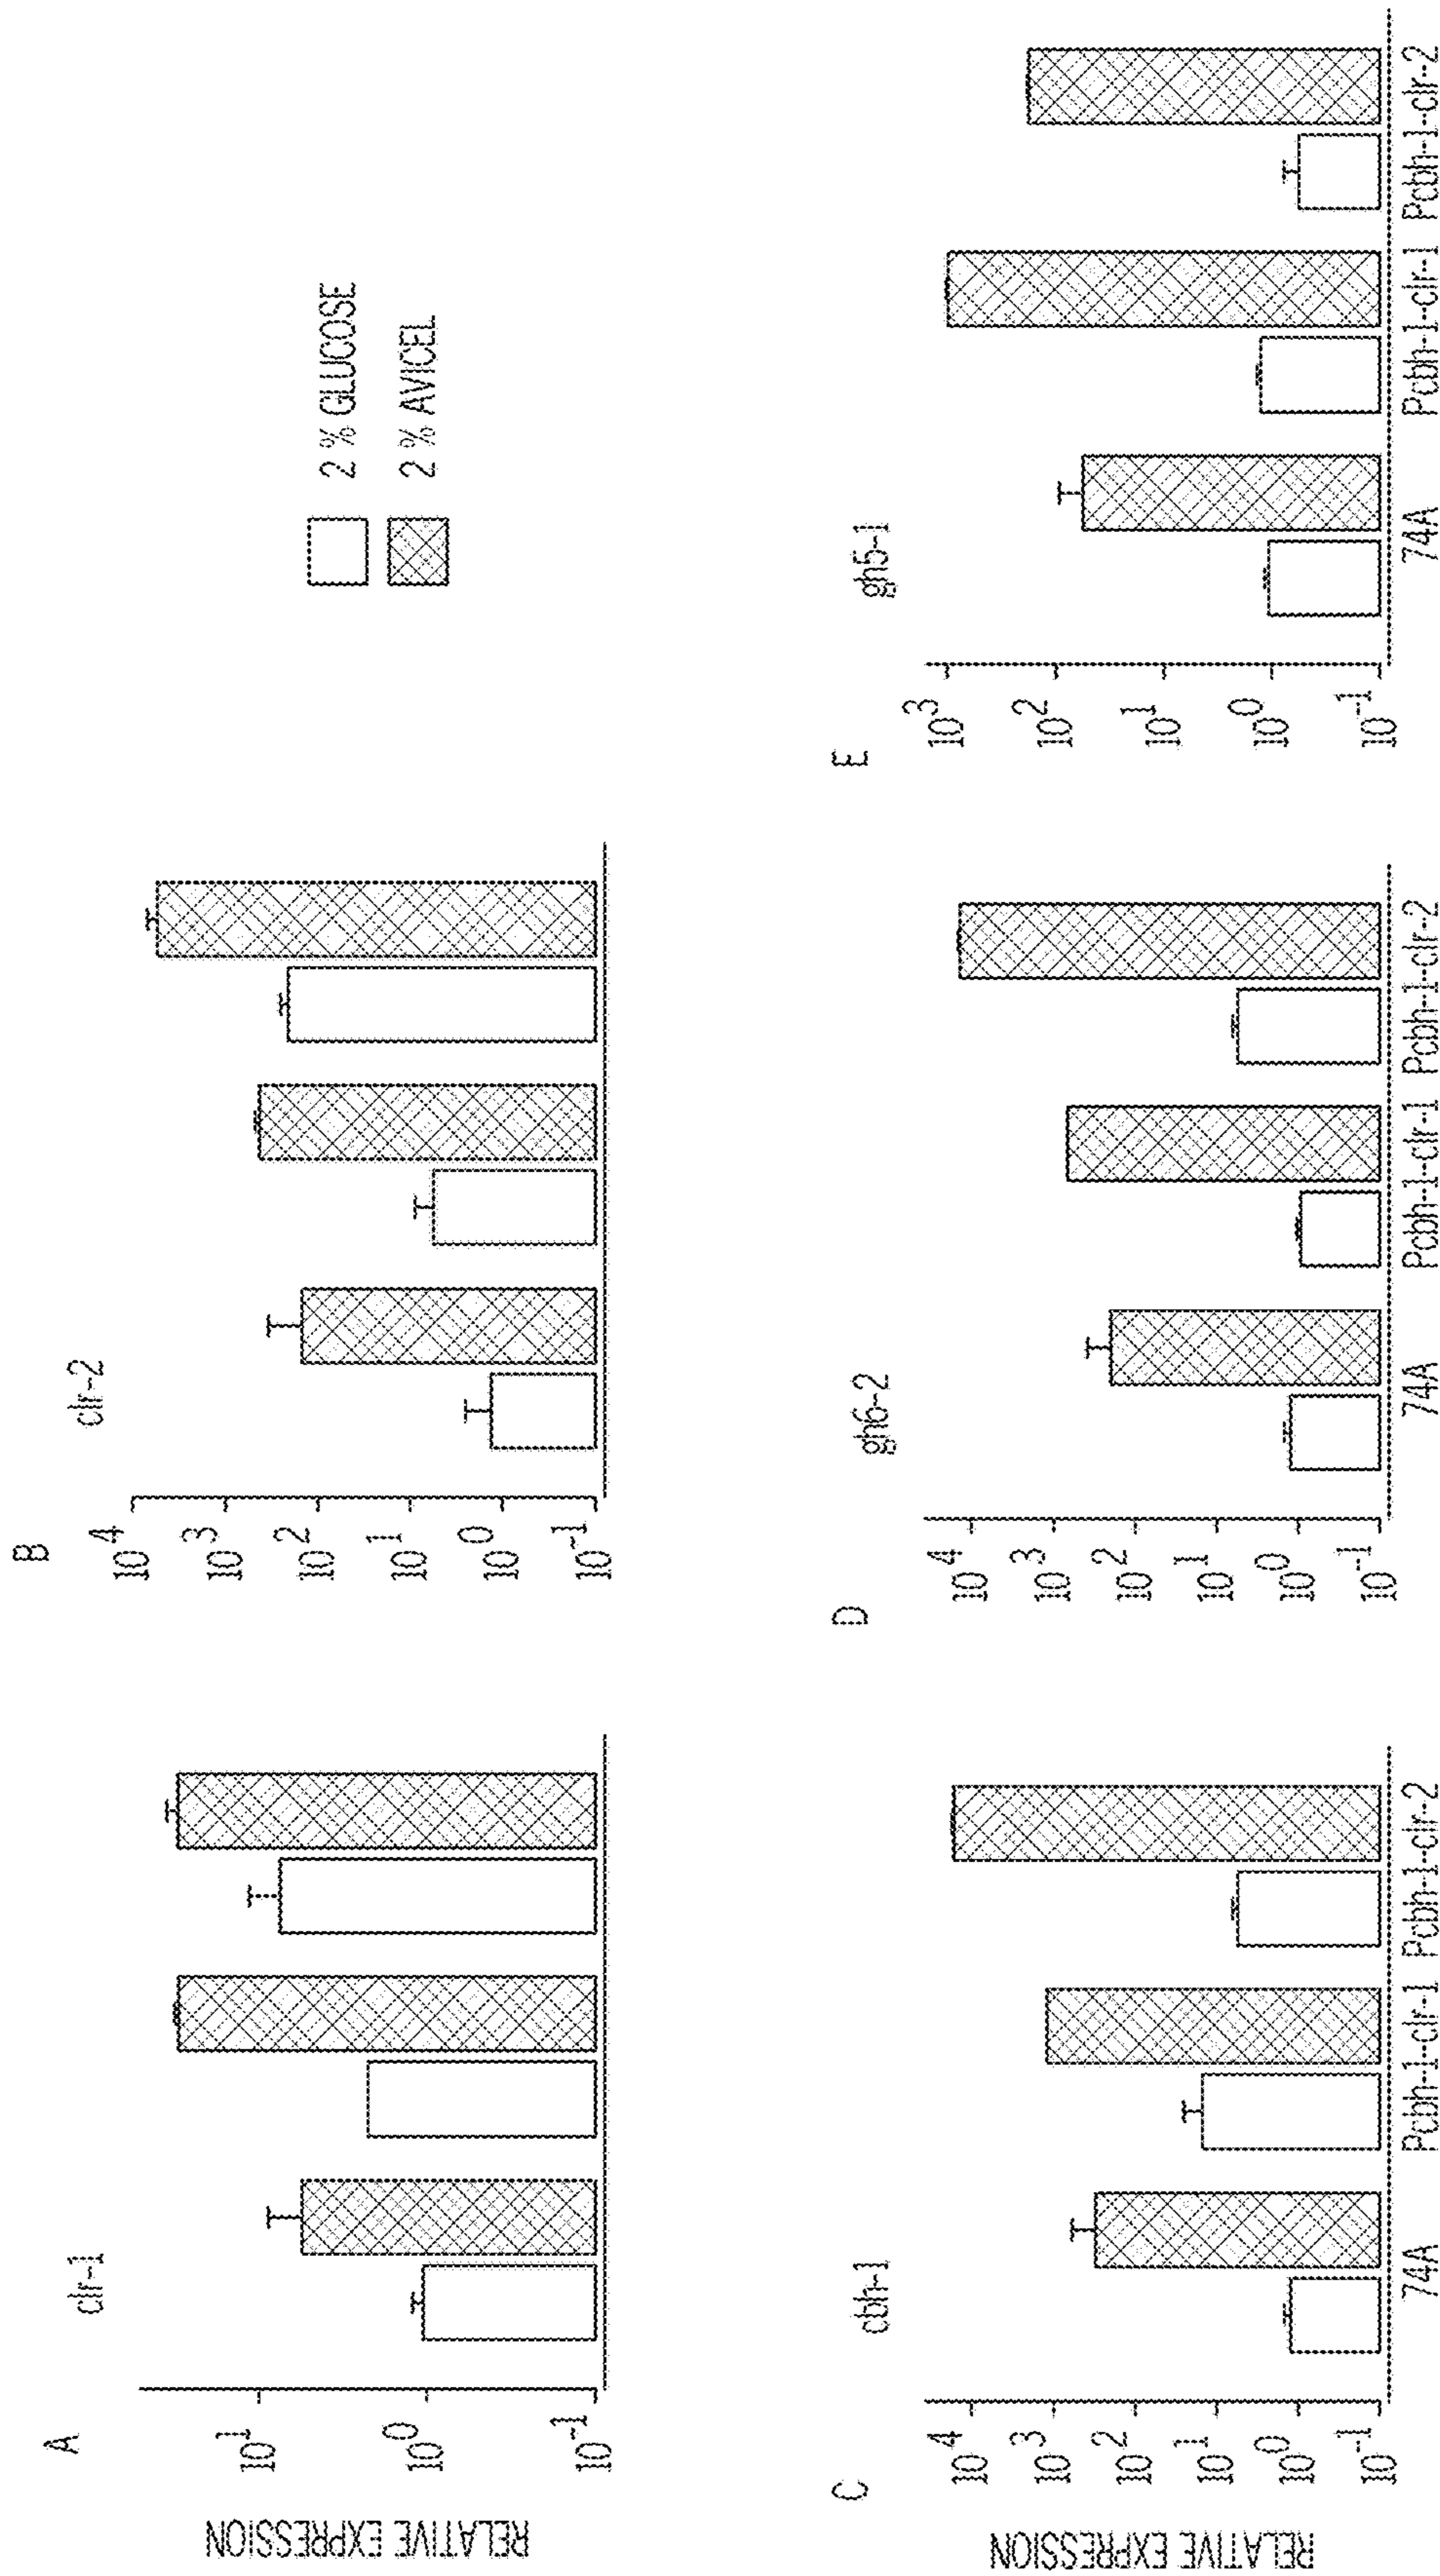 A
clr-1
RELATIVE EXPRESSION
10^1
10^0
10^-1
B
clr-2
10^4
10^3
10^2
10^1
10^0
10^-1
2 % GLUCOSE
2 % AVICEL
C
cbh-1
RELATIVE EXPRESSION
10^4
10^3
10^2
10^1
10^0
10^-1
74A Pcbh-1-clr-1 Pcbh-1-clr-2
D
gh6-2
10^4
10^3
10^2
10^1
10^0
10^-1
74A Pcbh-1-clr-1 Pcbh-1-clr-2
E
gh5-1
10^3
10^2
10^1
10^0
10^-1
74A Pcbh-1-clr-1 Pcbh-1-clr-2